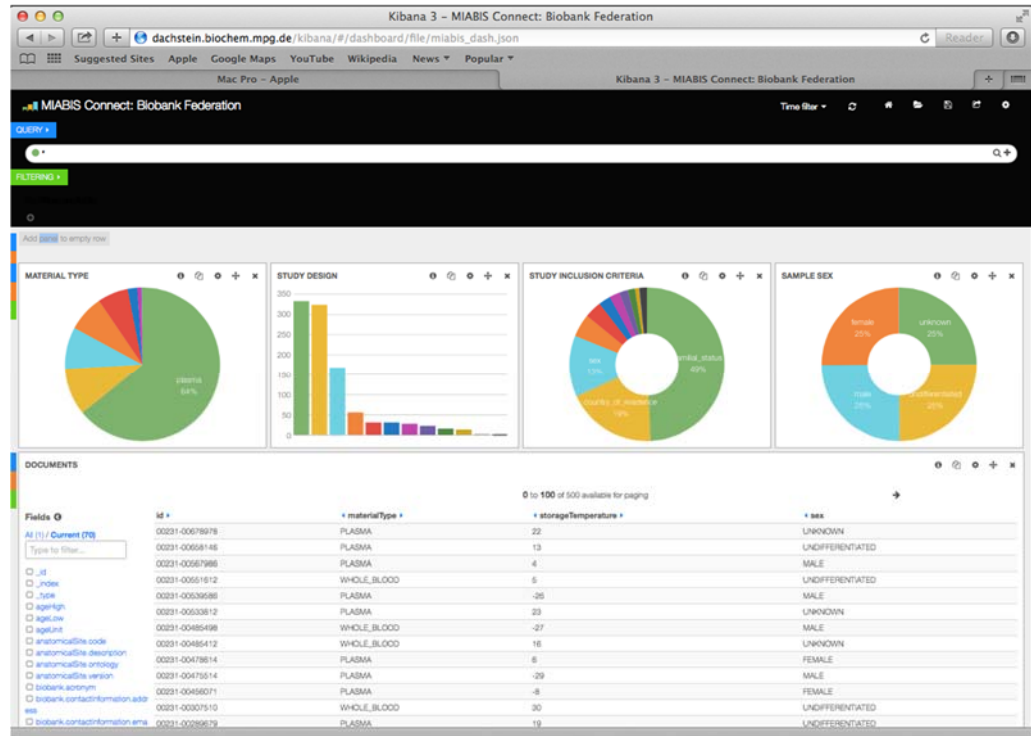 Kibana 3 – MIABIS Connect: Biobank Federation
dachstein.biochem.mpg.de/kibana/#/dashboard/file/miabis_dash.json
Reader
Suggested Sites Apple Google Maps YouTube Wikipedia News Popular
Mac Pro – Apple Kibana 3 – MIABIS Connect: Biobank Federation
MIABIS Connect: Biobank Federation Time filter
QUERY
*
FILTERING
Add panel to empty row
MATERIAL TYPE
plasma
64%
STUDY DESIGN
350
300
250
200
150
100
50
0
STUDY INCLUSION CRITERIA
sex
13%
49%
country_of_residence
19%
SAMPLE SEX
female
25%
unknown
25%
male
25%
undifferentiated
25%
DOCUMENTS
0 to 100 of 500 available for paging
Fields
All (1) / Current (70)
Type to filter...
_id
_index
_type
ageHigh
ageLow
ageUnit
anatomicalSite.code
anatomicalSite.description
anatomicalSite.ontology
anatomicalSite.version
biobank.acronym
biobank.contactInformation.addr
ess
biobank.contactInformation.ema
id materialType storageTemperature sex
00231-00678978 PLASMA 22 UNKNOWN
00231-00658146 PLASMA 13 UNDIFFERENTIATED
00231-00567986 PLASMA 4 MALE
00231-00551612 WHOLE_BLOOD 5 UNDIFFERENTIATED
00231-00539586 PLASMA -26 MALE
00231-00533812 PLASMA 23 UNKNOWN
00231-00485498 WHOLE_BLOOD -27 MALE
00231-00485412 WHOLE_BLOOD 16 UNKNOWN
00231-00478614 PLASMA 6 FEMALE
00231-00475514 PLASMA -29 MALE
00231-00456071 PLASMA -8 FEMALE
00231-00307510 WHOLE_BLOOD 30 UNDIFFERENTIATED
00231-00289679 PLASMA 19 UNDIFFERENTIATED